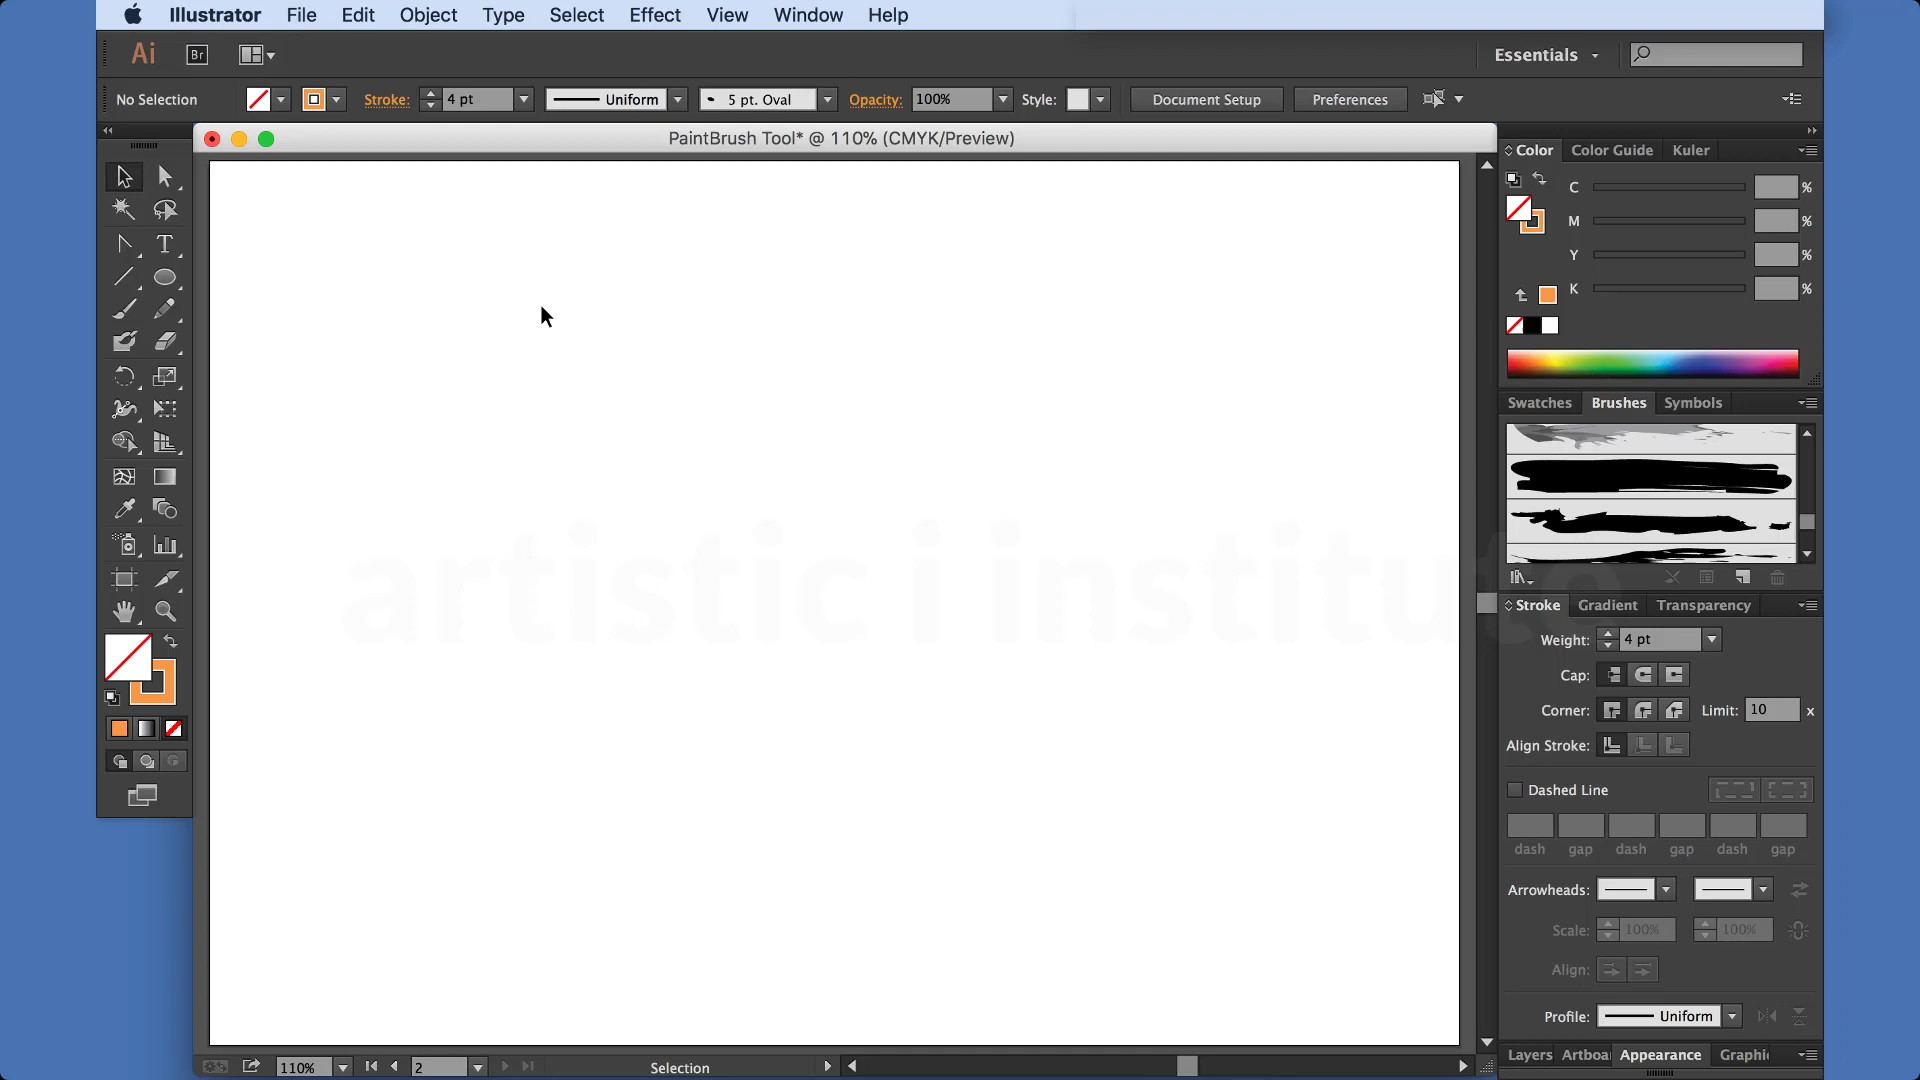 Illustrator File Edit Object Type Select Effect View Window Help
Ai Br Essentials
No Selection Stroke: 4 pt Uniform 5 pt. Oval Opacity: 100% Style: Document Setup Preferences
PaintBrush Tool* @ 110% (CMYK/Preview)
Color Color Guide Kuler
C %
M %
Y %
K %
Swatches Brushes Symbols
artistic i institute
Stroke Gradient Transparency
Weight: 4 pt
Cap:
Corner: Limit: 10 x
Align Stroke:
Dashed Line
dash gap dash gap dash gap
Arrowheads:
Scale: 100% 100%
Align:
Profile: Uniform
Layers Artboa Appearance Graphi
110% 2 Selection